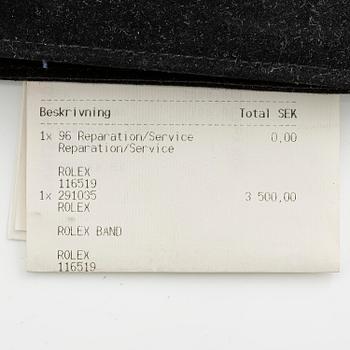 Beskrivning Total SEK
1x 96 Reparation/Service 0,00
Reparation/Service
ROLEX
116519
1x 291035 3 500,00
ROLEX
ROLEX BAND
ROLEX
116519